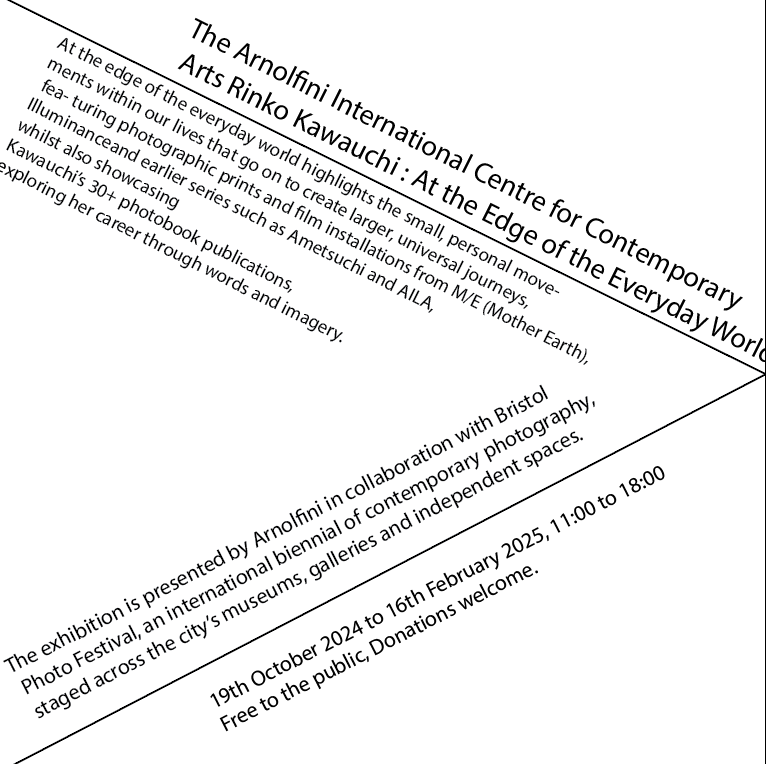 The Arnolfini International Centre for Contemporary
Arts Rinko Kawauchi : At the Edge of the Everyday World
At the edge of the everyday world highlights the small, personal move-
ments within our lives that go on to create larger, universal journeys,
fea- turing photographic prints and film installations from M/E (Mother Earth),
Illuminanceand earlier series such as Ametsuchi and AILA,
whilst also showcasing
Kawauchi's 30+ photobook publications,
exploring her career through words and imagery.
The exhibition is presented by Arnolfini in collaboration with Bristol
Photo Festival, an international biennial of contemporary photography,
staged across the city's museums, galleries and independent spaces.
19th October 2024 to 16th February 2025, 11:00 to 18:00
Free to the public, Donations welcome.